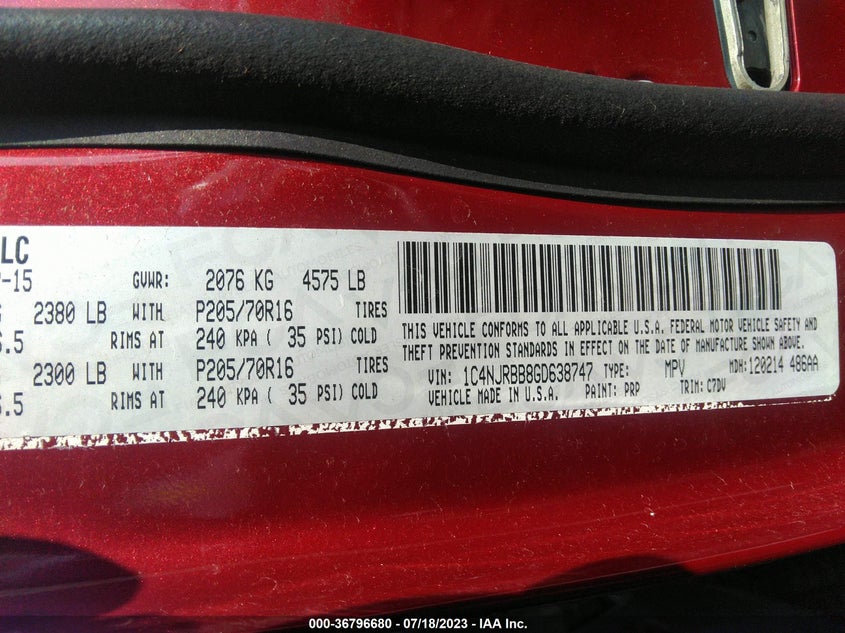 LC
-15 GVWR: 2076 KG 4575 LB
G 2380 LB WITH P205/70R16 TIRES
6.5 RIMS AT 240 KPA ( 35 PSI) COLD
2300 LB WITH P205/70R16 TIRES
6.5 RIMS AT 240 KPA ( 35 PSI) COLD
THIS VEHICLE CONFORMS TO ALL APPLICABLE U.S.A. FEDERAL MOTOR VEHICLE SAFETY AND
THEFT PREVENTION STANDARDS IN EFFECT ON THE DATE OF MANUFACTURE SHOWN ABOVE.
VIN: 1C4NJRBB8GD638747 TYPE: MPV MDH:120214 486AA
VEHICLE MADE IN U.S.A. PAINT: PRP TRIM: C7DV
000-36796680 - 07/18/2023 - IAA Inc.